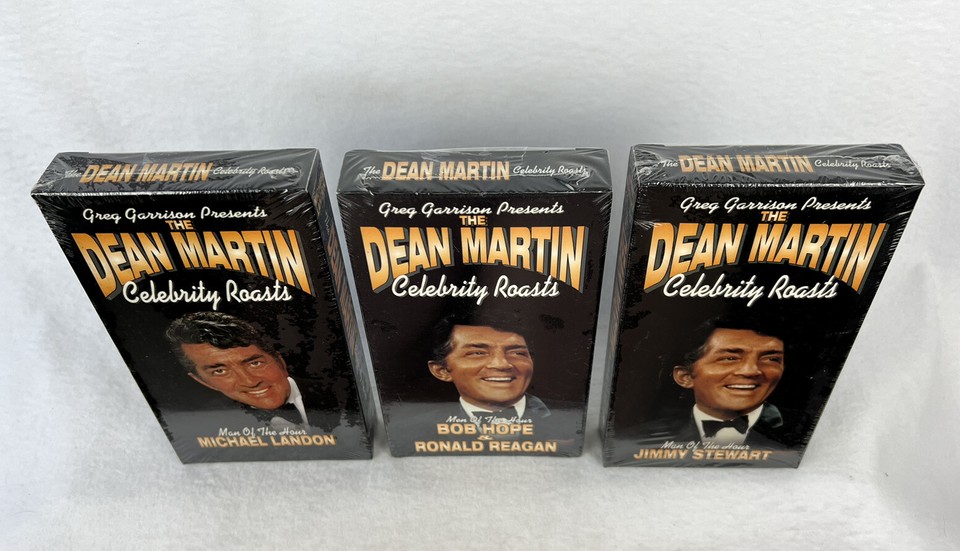 The DEAN MARTIN Celebrity Roasts
Greg Garrison Presents
THE
DEAN MARTIN
Celebrity Roasts
Man Of The Hour
MICHAEL LANDON
The DEAN MARTIN Celebrity Roasts
Greg Garrison Presents
THE
DEAN MARTIN
Celebrity Roasts
Men Of The Hour
BOB HOPE
&
RONALD REAGAN
The DEAN MARTIN Celebrity Roasts
Greg Garrison Presents
THE
DEAN MARTIN
Celebrity Roasts
Man Of The Hour
JIMMY STEWART